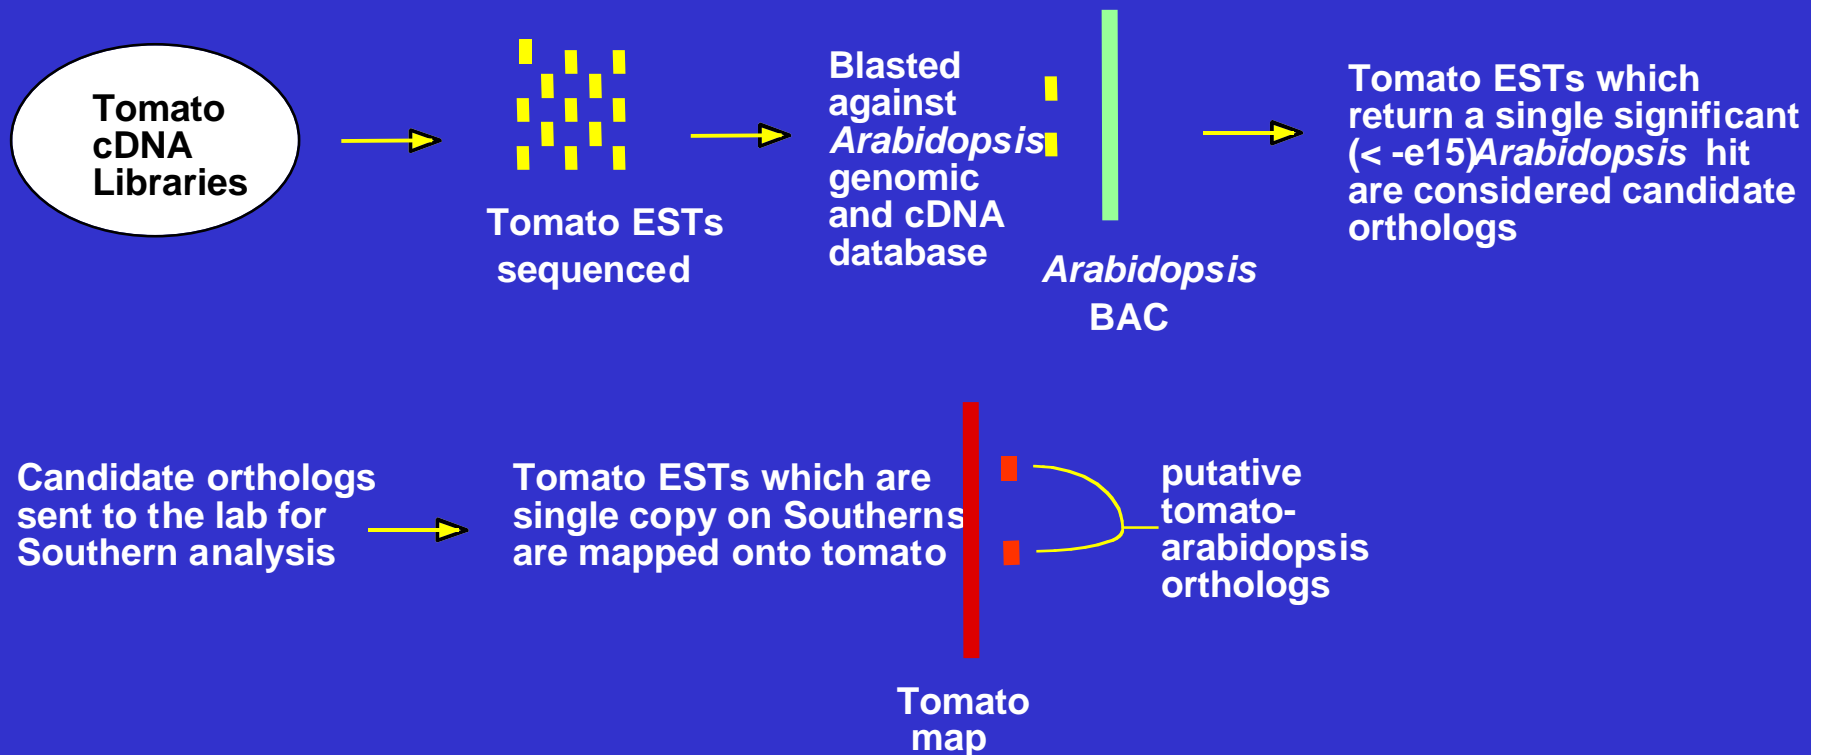 Tomato
cDNA
Libraries
Tomato ESTs
sequenced
Blasted
against
Arabidopsis
genomic
and cDNA
database
Arabidopsis
BAC
Tomato ESTs which
return a single significant
(< -e15)Arabidopsis hit
are considered candidate
orthologs
Candidate orthologs
sent to the lab for
Southern analysis
Tomato ESTs which are
single copy on Southerns
are mapped onto tomato
putative
tomato-
arabidopsis
orthologs
Tomato
map